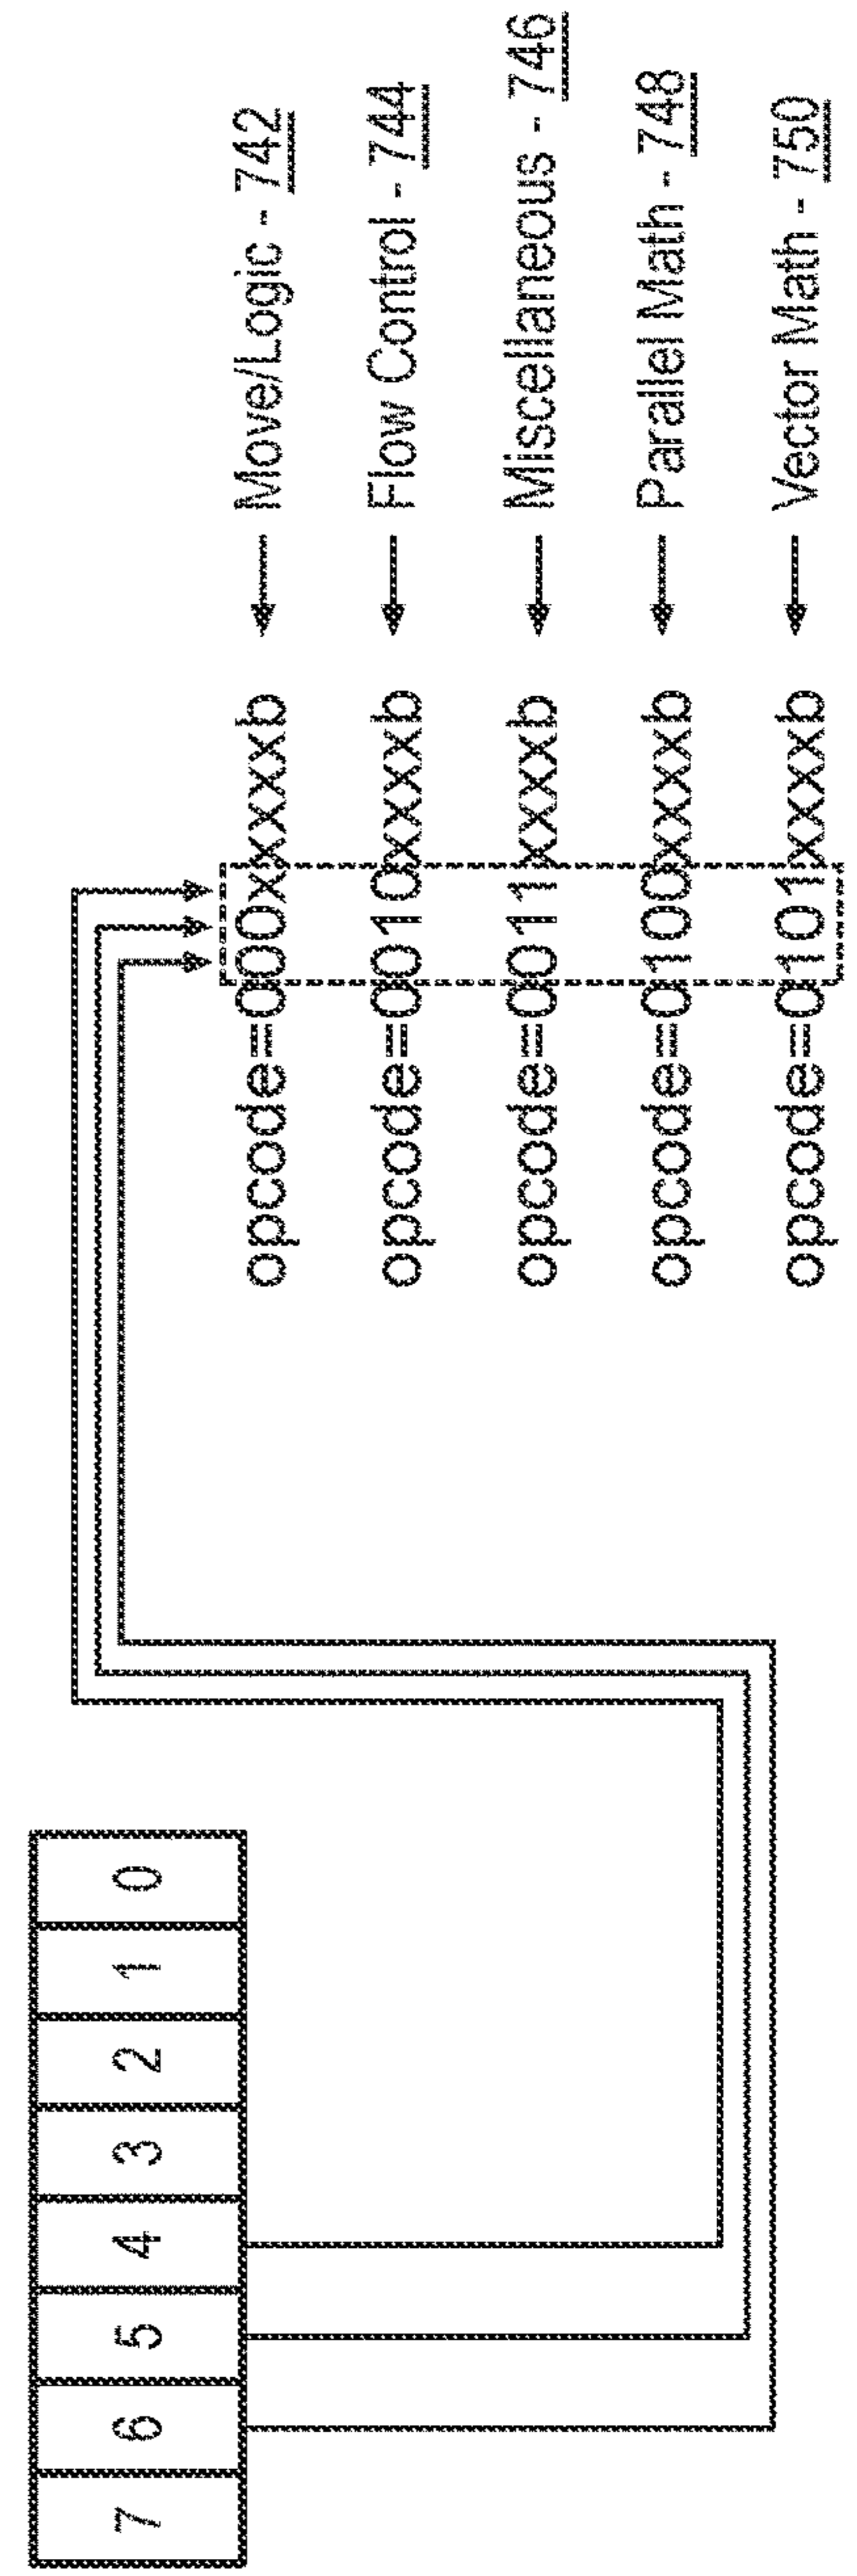 7 6 5 4 3 2 1 0
opcode=000xxxxxb ← Move/Logic - 742
opcode=0010xxxxb ← Flow Control - 744
opcode=0011xxxxb ← Miscellaneous - 746
opcode=0100xxxxb ← Parallel Math - 748
opcode=0101xxxxb ← Vector Math - 750